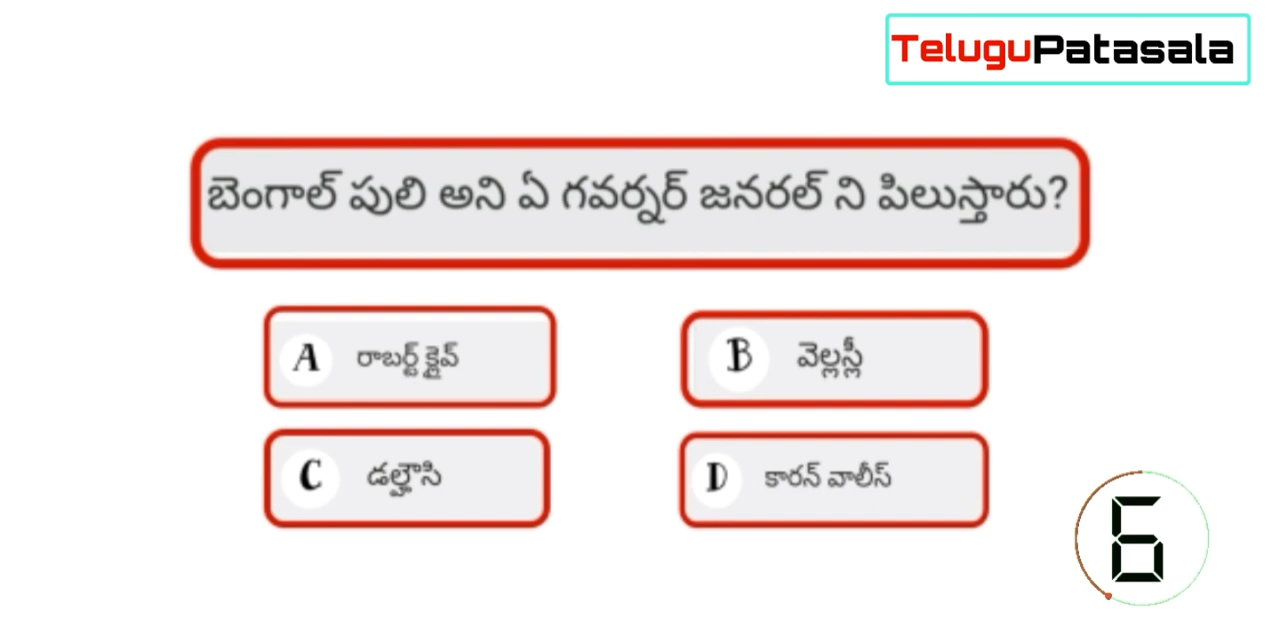 TeluguPatasala
బెంగాల్ పులి అని ఏ గవర్నర్ జనరల్ ని పిలుస్తారు?
A రాబర్ట్ క్లైవ్
B వెల్లస్లీ
C డల్హౌసి
D కారన్ వాలీస్
6